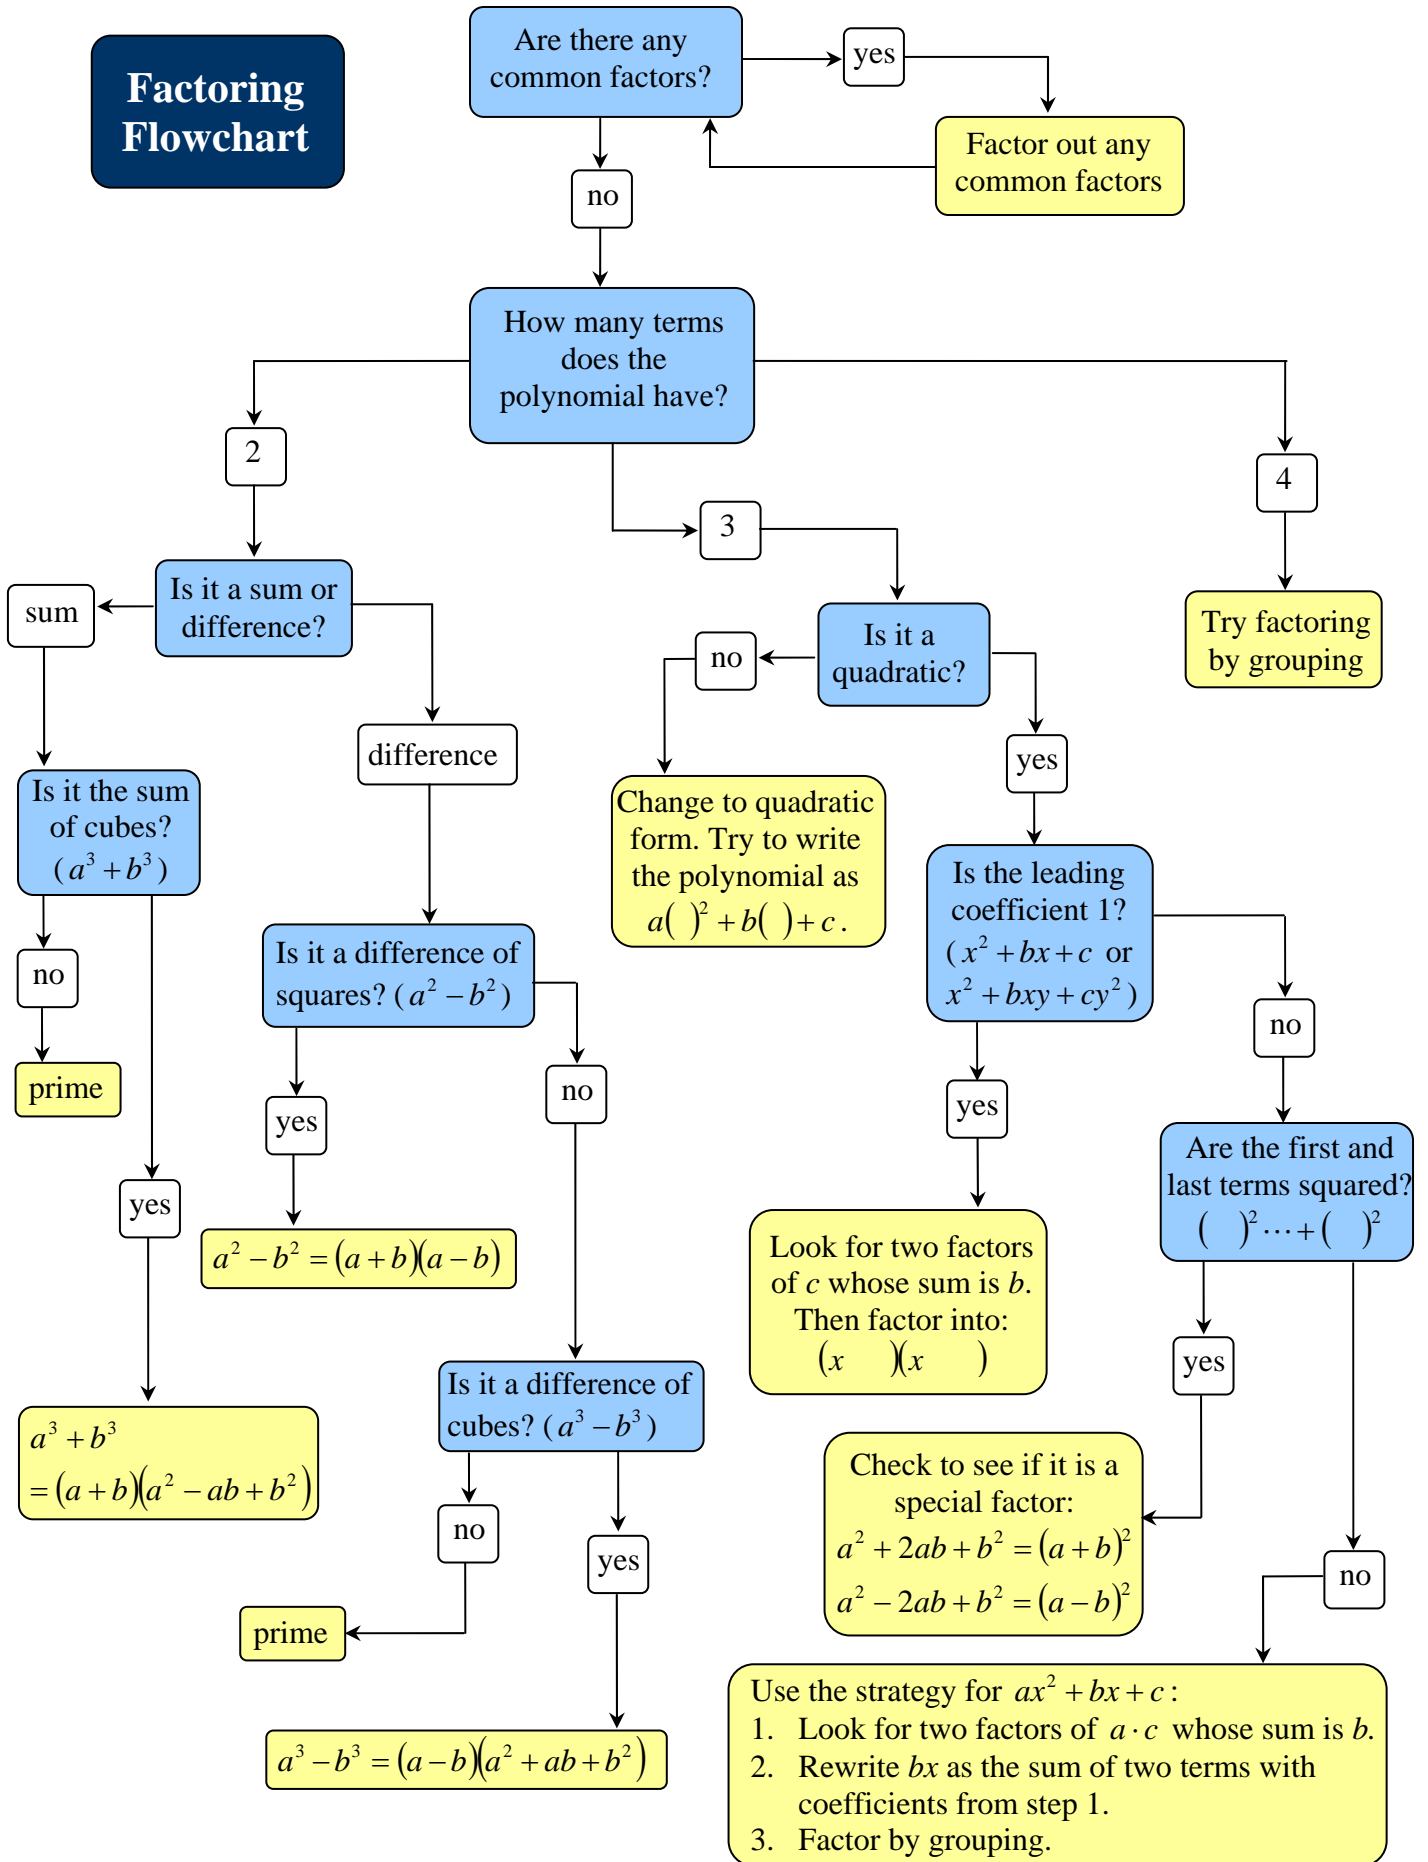 Factoring
Flowchart
Are there any
common factors?
yes
Factor out any
common factors
no
How many terms
does the
polynomial have?
2
3
4
Is it a sum or
difference?
sum
difference
Is it a
quadratic?
no
yes
Try factoring
by grouping
Is it the sum
of cubes?
(a³ + b³)
no
prime
yes
a³ + b³
= (a + b)(a² − ab + b²)
Is it a difference of
squares? (a² − b²)
yes
a² − b² = (a + b)(a − b)
no
Is it a difference of
cubes? (a³ − b³)
no
prime
yes
a³ − b³ = (a − b)(a² + ab + b²)
Change to quadratic
form. Try to write
the polynomial as
a( )² + b( ) + c.
Is the leading
coefficient 1?
(x² + bx + c or
x² + bxy + cy²)
yes
Look for two factors
of c whose sum is b.
Then factor into:
(x )(x )
no
Are the first and
last terms squared?
( )² ⋯ + ( )²
yes
Check to see if it is a
special factor:
a² + 2ab + b² = (a + b)²
a² − 2ab + b² = (a − b)²
no
Use the strategy for ax² + bx + c:
1. Look for two factors of a · c whose sum is b.
2. Rewrite bx as the sum of two terms with
coefficients from step 1.
3. Factor by grouping.